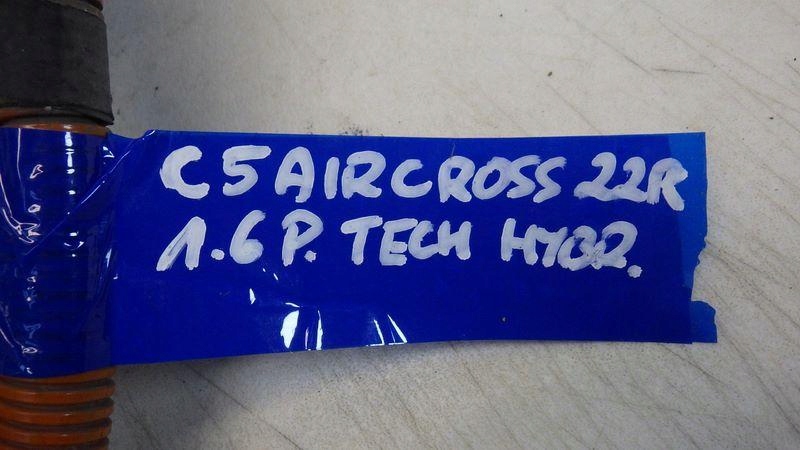 C5 AIRCROSS 22R
1.6 P. TECH HYBR.